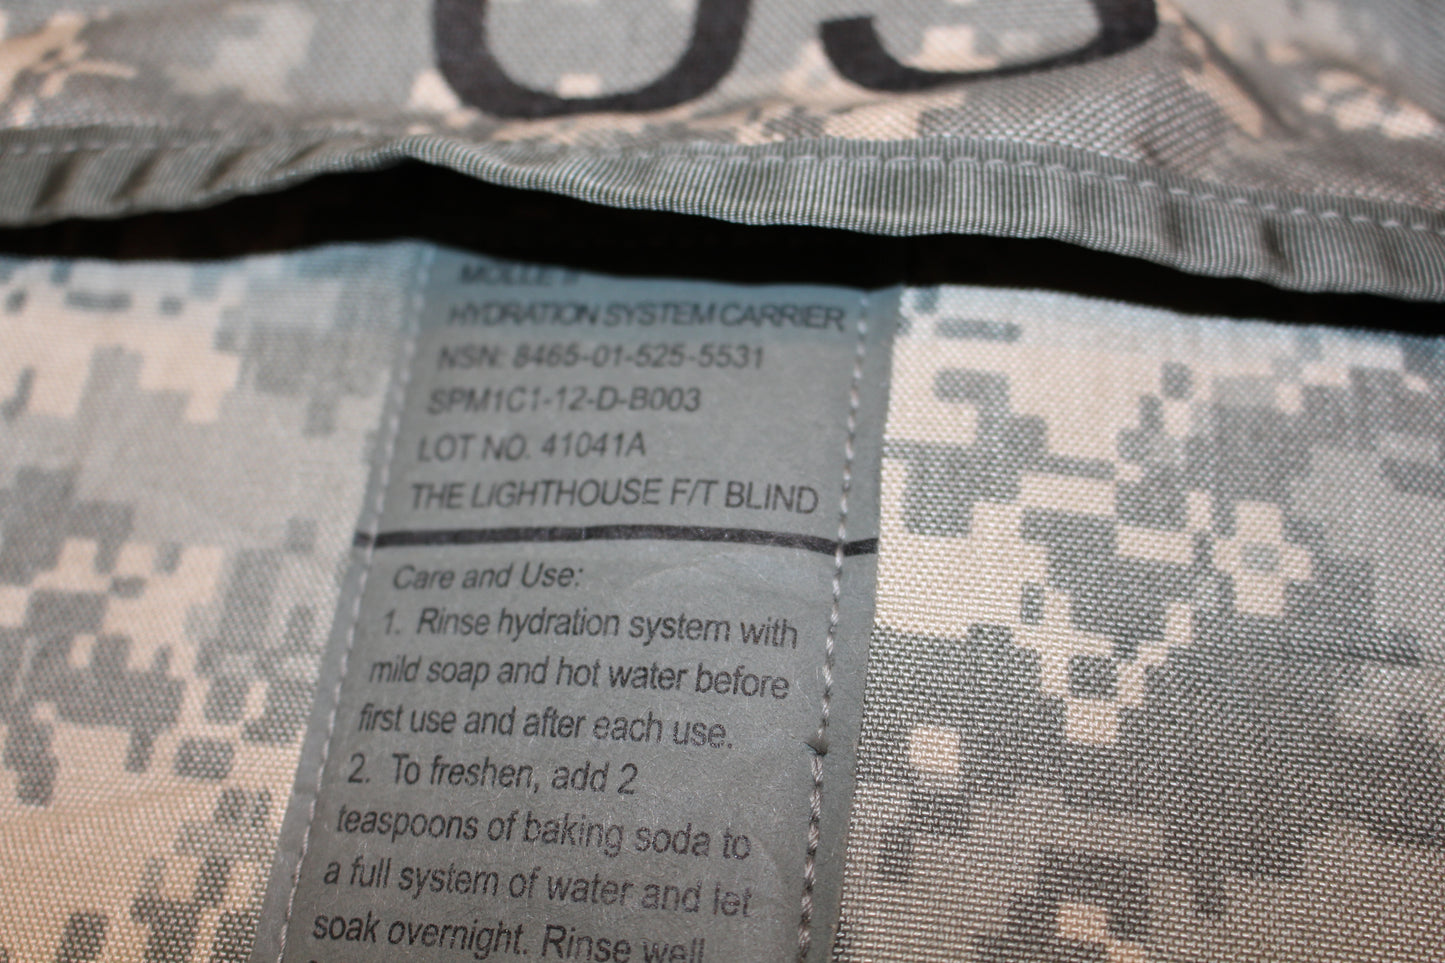 US
MOLLE II
HYDRATION SYSTEM CARRIER
NSN: 8465-01-525-5531
SPM1C1-12-D-B003
LOT NO. 41041A
THE LIGHTHOUSE F/T BLIND
Care and Use:
1. Rinse hydration system with
mild soap and hot water before
first use and after each use.
2. To freshen, add 2
teaspoons of baking soda to
a full system of water and let
soak overnight. Rinse well